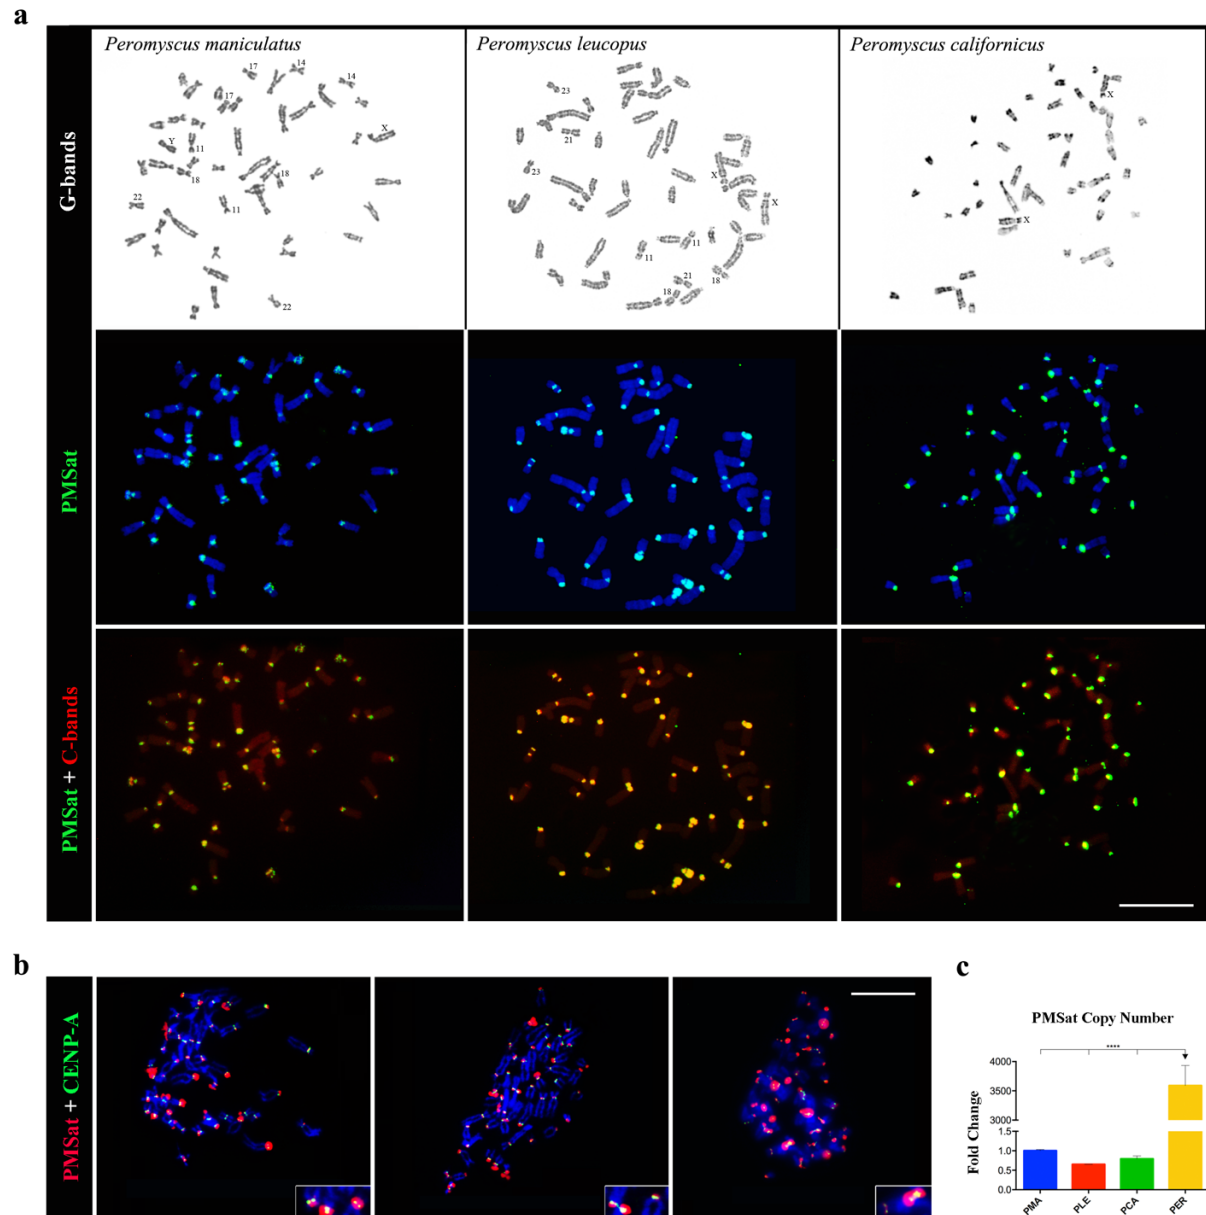 a
Peromyscus maniculatus
Peromyscus leucopus
Peromyscus californicus
G-bands
17
14
14
17
Y
11
X
18
18
22
11
22
23
21
23
X
X
11
11
18
21
18
X
X
PMSat
PMSat + C-bands
b
PMSat + CENP-A
c
PMSat Copy Number
****
Fold Change
4000
3500
3000
1.5
1.0
0.5
0.0
PMA
PLE
PCA
PER